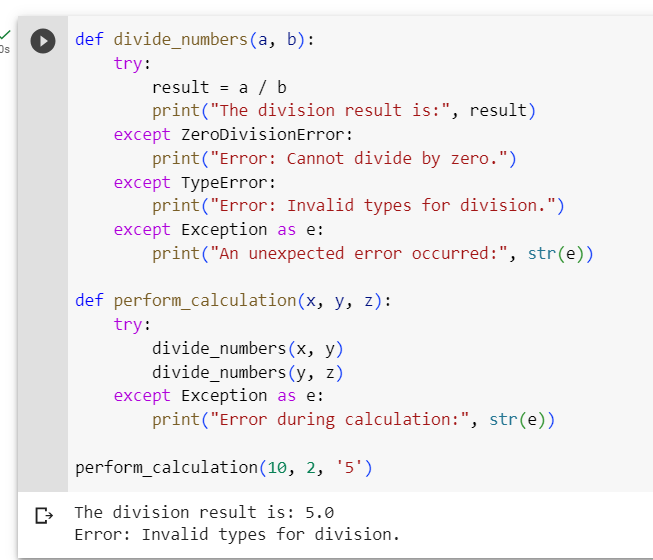 def divide_numbers(a, b):
    try:
        result = a / b
        print("The division result is:", result)
    except ZeroDivisionError:
        print("Error: Cannot divide by zero.")
    except TypeError:
        print("Error: Invalid types for division.")
    except Exception as e:
        print("An unexpected error occurred:", str(e))

def perform_calculation(x, y, z):
    try:
        divide_numbers(x, y)
        divide_numbers(y, z)
    except Exception as e:
        print("Error during calculation:", str(e))

perform_calculation(10, 2, '5')
The division result is: 5.0
Error: Invalid types for division.